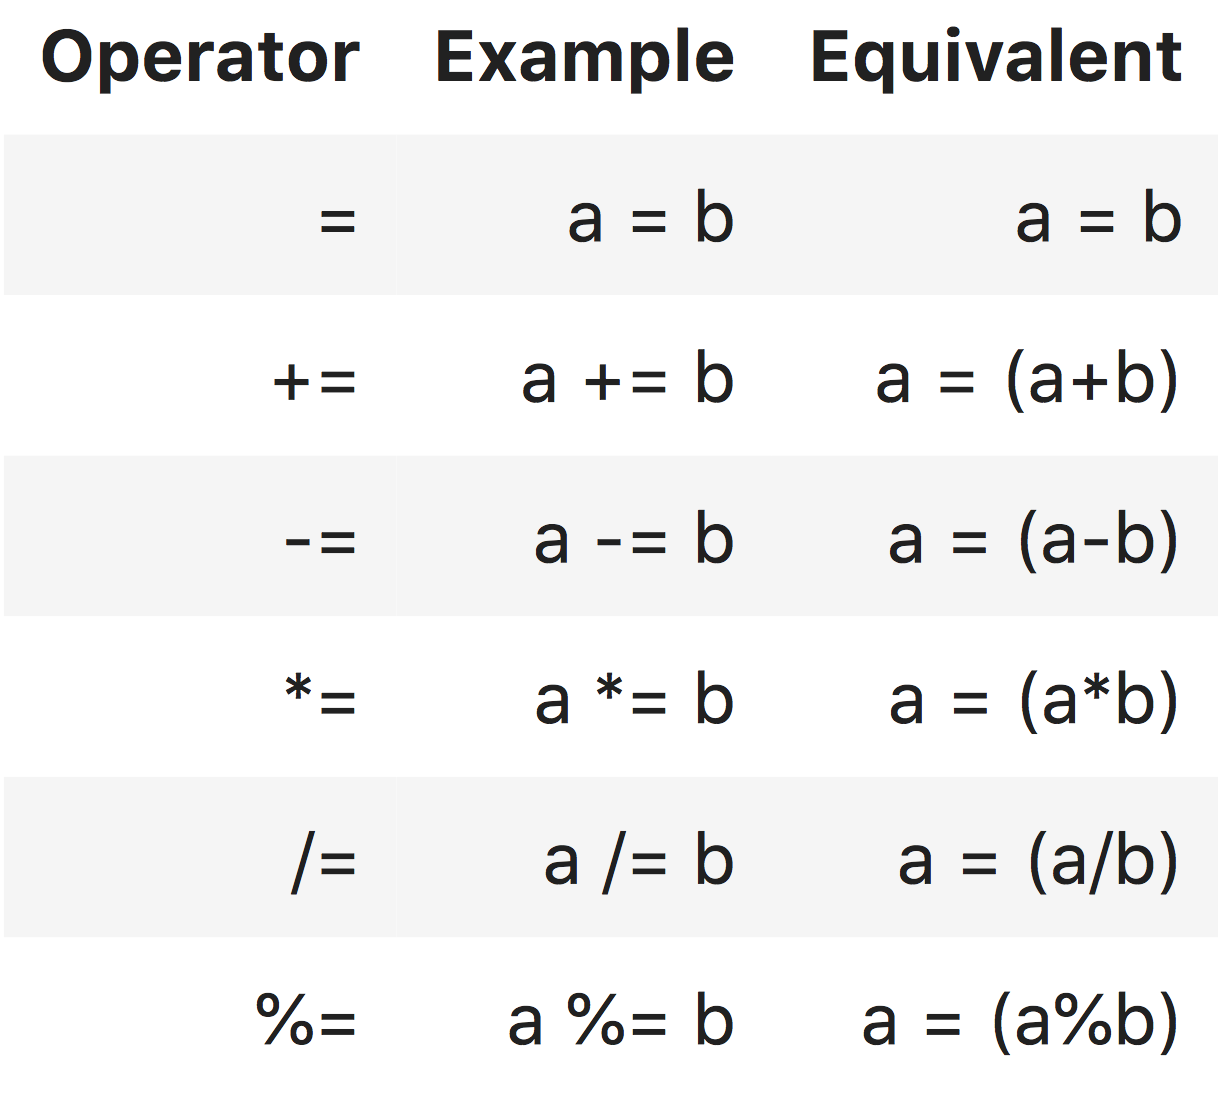 Operator Example Equivalent
= a = b a = b
+= a += b a = (a+b)
-= a -= b a = (a-b)
*= a *= b a = (a*b)
/= a /= b a = (a/b)
%= a %= b a = (a%b)